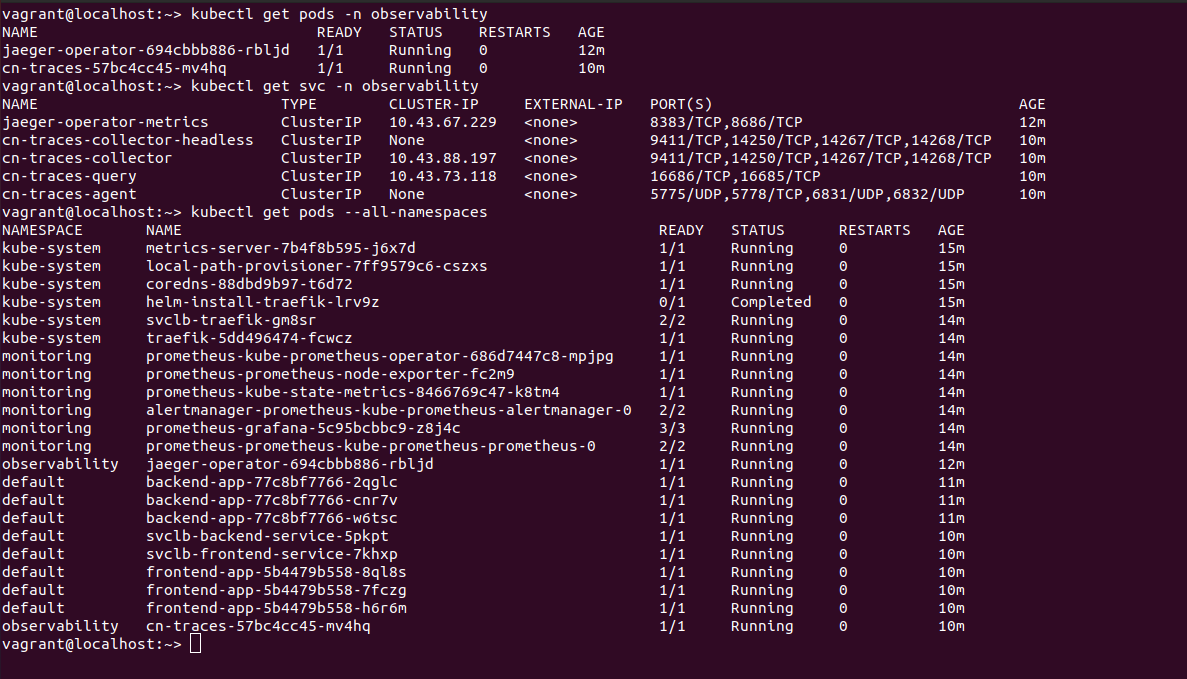 vagrant@localhost:~> kubectl get pods -n observability
NAME                               READY   STATUS    RESTARTS   AGE
jaeger-operator-694cbbb886-rbljd   1/1     Running   0          12m
cn-traces-57bc4cc45-mv4hq          1/1     Running   0          10m
vagrant@localhost:~> kubectl get svc -n observability
NAME                           TYPE        CLUSTER-IP     EXTERNAL-IP   PORT(S)                                  AGE
jaeger-operator-metrics        ClusterIP   10.43.67.229   <none>        8383/TCP,8686/TCP                        12m
cn-traces-collector-headless   ClusterIP   None           <none>        9411/TCP,14250/TCP,14267/TCP,14268/TCP   10m
cn-traces-collector            ClusterIP   10.43.88.197   <none>        9411/TCP,14250/TCP,14267/TCP,14268/TCP   10m
cn-traces-query                ClusterIP   10.43.73.118   <none>        16686/TCP,16685/TCP                      10m
cn-traces-agent                ClusterIP   None           <none>        5775/UDP,5778/TCP,6831/UDP,6832/UDP      10m
vagrant@localhost:~> kubectl get pods --all-namespaces
NAMESPACE       NAME                                                     READY   STATUS      RESTARTS   AGE
kube-system     metrics-server-7b4f8b595-j6x7d                           1/1     Running     0          15m
kube-system     local-path-provisioner-7ff9579c6-cszxs                   1/1     Running     0          15m
kube-system     coredns-88dbd9b97-t6d72                                  1/1     Running     0          15m
kube-system     helm-install-traefik-lrv9z                               0/1     Completed   0          15m
kube-system     svclb-traefik-gm8sr                                      2/2     Running     0          14m
kube-system     traefik-5dd496474-fcwcz                                  1/1     Running     0          14m
monitoring      prometheus-kube-prometheus-operator-686d7447c8-mpjpg     1/1     Running     0          14m
monitoring      prometheus-prometheus-node-exporter-fc2m9                1/1     Running     0          14m
monitoring      prometheus-kube-state-metrics-8466769c47-k8tm4           1/1     Running     0          14m
monitoring      alertmanager-prometheus-kube-prometheus-alertmanager-0   2/2     Running     0          14m
monitoring      prometheus-grafana-5c95bcbbc9-z8j4c                      3/3     Running     0          14m
monitoring      prometheus-prometheus-kube-prometheus-prometheus-0       2/2     Running     0          14m
observability   jaeger-operator-694cbbb886-rbljd                         1/1     Running     0          12m
default         backend-app-77c8bf7766-2qglc                             1/1     Running     0          11m
default         backend-app-77c8bf7766-cnr7v                             1/1     Running     0          11m
default         backend-app-77c8bf7766-w6tsc                             1/1     Running     0          11m
default         svclb-backend-service-5pkpt                              1/1     Running     0          10m
default         svclb-frontend-service-7khxp                             1/1     Running     0          10m
default         frontend-app-5b4479b558-8ql8s                            1/1     Running     0          10m
default         frontend-app-5b4479b558-7fczg                            1/1     Running     0          10m
default         frontend-app-5b4479b558-h6r6m                            1/1     Running     0          10m
observability   cn-traces-57bc4cc45-mv4hq                                1/1     Running     0          10m
vagrant@localhost:~>